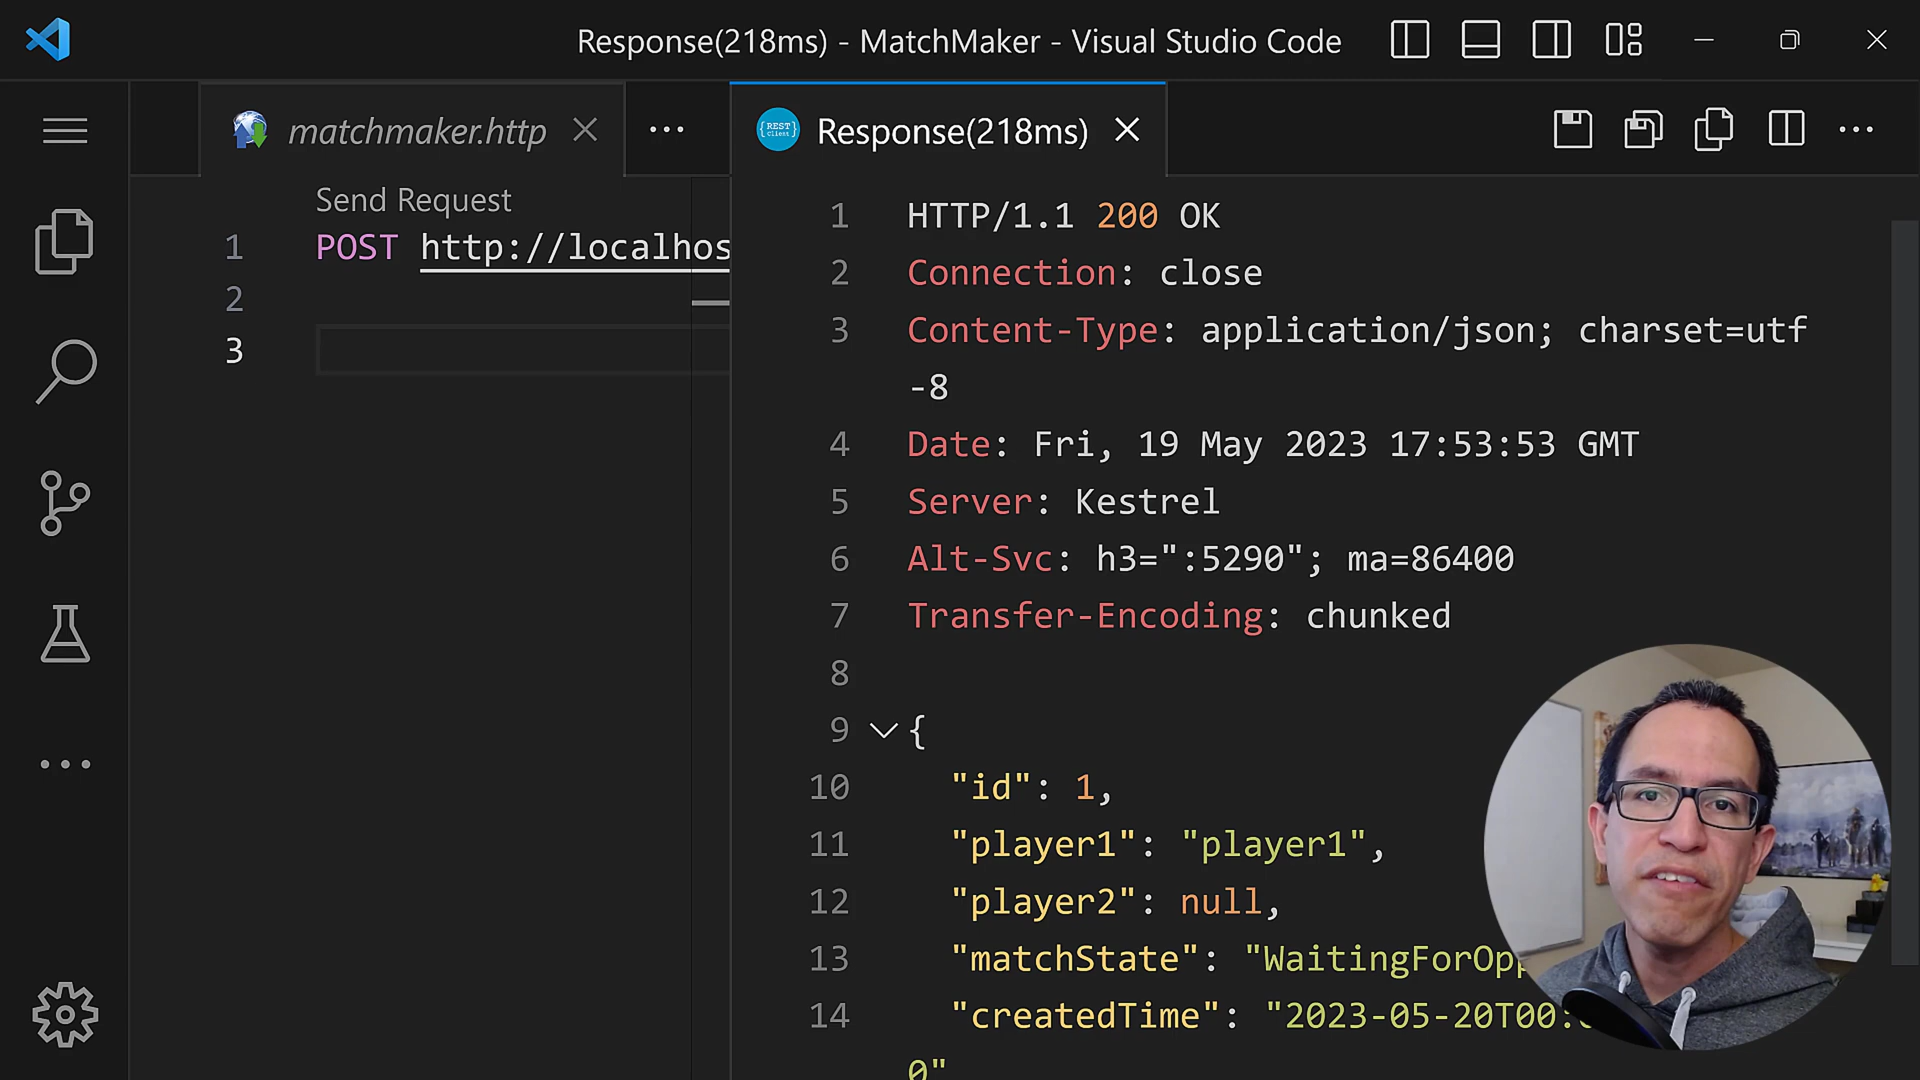 Response(218ms) - MatchMaker - Visual Studio Code
matchmaker.http
{REST}
Client
Response(218ms)
Send Request
1 POST http://localhos
2
3
1 HTTP/1.1 200 OK
2 Connection: close
3 Content-Type: application/json; charset=utf
-8
4 Date: Fri, 19 May 2023 17:53:53 GMT
5 Server: Kestrel
6 Alt-Svc: h3=":5290"; ma=86400
7 Transfer-Encoding: chunked
8
9 {
10 "id": 1,
11 "player1": "player1",
12 "player2": null,
13 "matchState": "WaitingForOpp
14 "createdTime": "2023-05-20T00:
0"